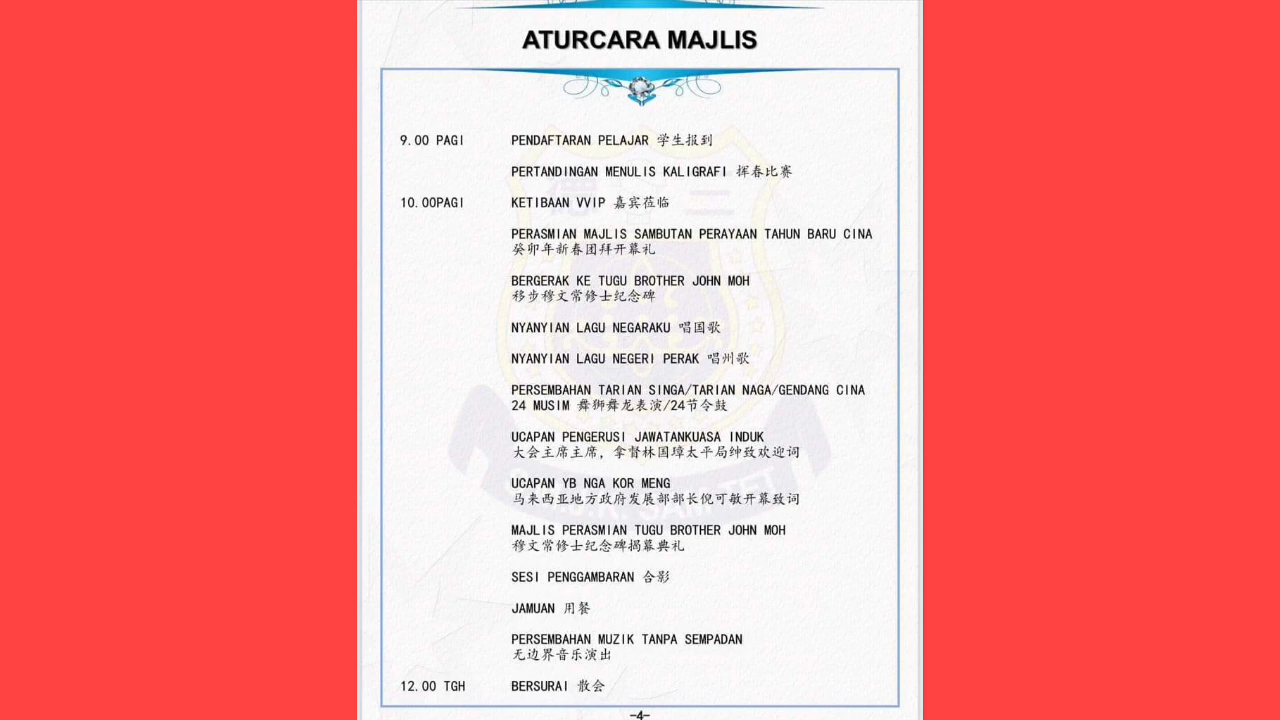 ATURCARA MAJLIS
9.00 PAGI PENDAFTARAN PELAJAR 学生报到
PERTANDINGAN MENULIS KALIGRAFI 挥春比赛
10.00PAGI KETIBAAN VVIP 嘉宾莅临
PERASMIAN MAJLIS SAMBUTAN PERAYAAN TAHUN BARU CINA
癸卯年新春团拜开幕礼
BERGERAK KE TUGU BROTHER JOHN MOH
移步穆文常修士纪念碑
NYANYIAN LAGU NEGARAKU 唱国歌
NYANYIAN LAGU NEGERI PERAK 唱州歌
PERSEMBAHAN TARIAN SINGA/TARIAN NAGA/GENDANG CINA
24 MUSIM 舞狮舞龙表演/24节令鼓
UCAPAN PENGERUSI JAWATANKUASA INDUK
大会主席主席，拿督林国璋太平局绅致欢迎词
UCAPAN YB NGA KOR MENG
马来西亚地方政府发展部部长倪可敏开幕致词
MAJLIS PERASMIAN TUGU BROTHER JOHN MOH
穆文常修士纪念碑揭幕典礼
SESI PENGGAMBARAN 合影
JAMUAN 用餐
PERSEMBAHAN MUZIK TANPA SEMPADAN
无边界音乐演出
12.00 TGH BERSURAI 散会
-4-